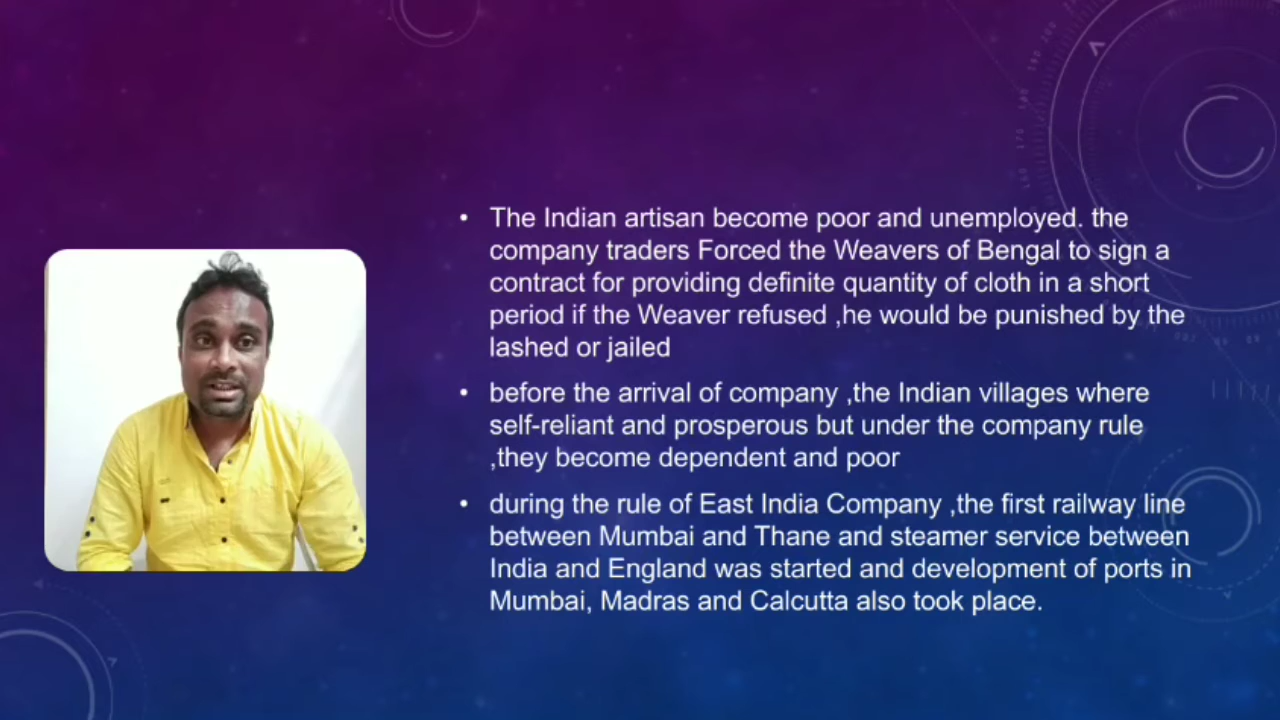 • The Indian artisan become poor and unemployed. the
company traders Forced the Weavers of Bengal to sign a
contract for providing definite quantity of cloth in a short
period if the Weaver refused ,he would be punished by the
lashed or jailed
• before the arrival of company ,the Indian villages where
self-reliant and prosperous but under the company rule
,they become dependent and poor
• during the rule of East India Company ,the first railway line
between Mumbai and Thane and steamer service between
India and England was started and development of ports in
Mumbai, Madras and Calcutta also took place.